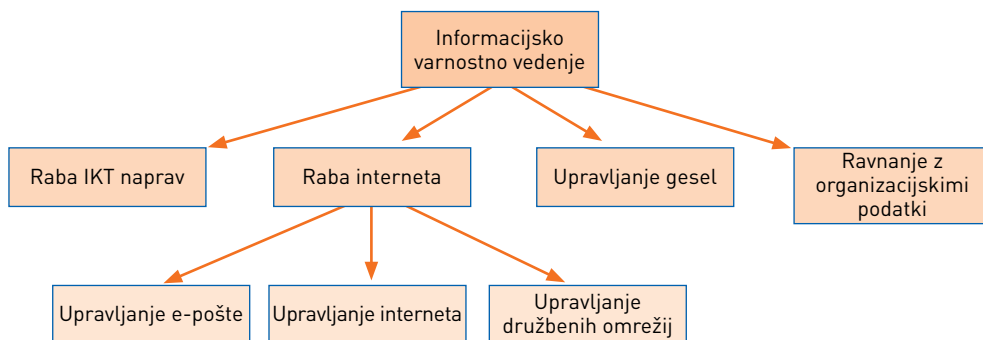 Informacijsko
varnostno vedenje
Raba IKT naprav
Raba interneta
Upravljanje gesel
Ravnanje z
organizacijskimi
podatki
Upravljanje e-pošte
Upravljanje interneta
Upravljanje
družbenih omrežij